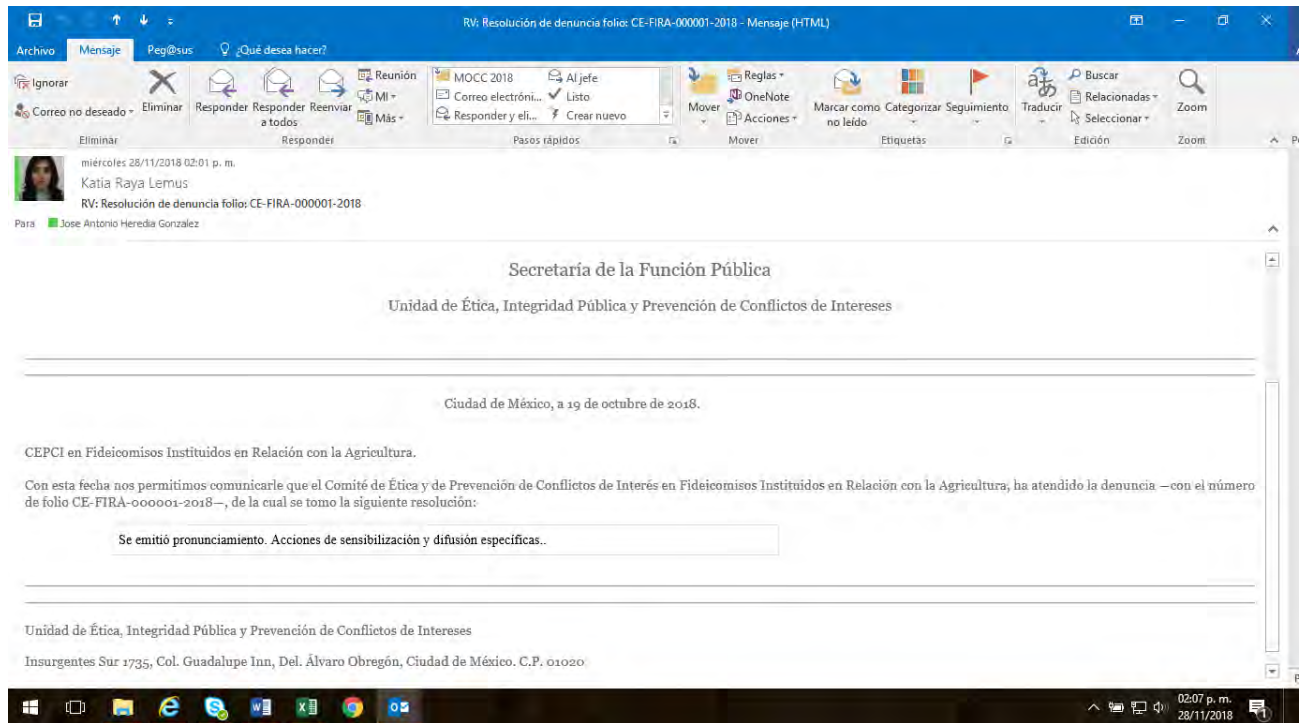 RV: Resolución de denuncia folio: CE-FIRA-000001-2018 - Mensaje (HTML)
Archivo Mensaje Peg@sus ¿Qué desea hacer?
Ignorar
Correo no deseado
Eliminar
Responder
Responder a todos
Reenviar
Reunión
MI
Más
MOCC 2018
Correo electróni...
Responder y eli...
Al jefe
Listo
Crear nuevo
Mover
Reglas
OneNote
Acciones
Marcar como no leído
Categorizar
Seguimiento
Traducir
Buscar
Relacionadas
Seleccionar
Zoom
Eliminar Responder Pasos rápidos Mover Etiquetas Edición Zoom
miércoles 28/11/2018 02:01 p. m.
Katia Raya Lemus
RV: Resolución de denuncia folio: CE-FIRA-000001-2018
Para Jose Antonio Heredia Gonzalez
Secretaría de la Función Pública
Unidad de Ética, Integridad Pública y Prevención de Conflictos de Intereses
Ciudad de México, a 19 de octubre de 2018.
CEPCI en Fideicomisos Instituidos en Relación con la Agricultura.
Con esta fecha nos permitimos comunicarle que el Comité de Ética y de Prevención de Conflictos de Interés en Fideicomisos Instituidos en Relación con la Agricultura, ha atendido la denuncia —con el número
de folio CE-FIRA-000001-2018—, de la cual se tomo la siguiente resolución:
Se emitió pronunciamiento. Acciones de sensibilización y difusión específicas..
Unidad de Ética, Integridad Pública y Prevención de Conflictos de Intereses
Insurgentes Sur 1735, Col. Guadalupe Inn, Del. Álvaro Obregón, Ciudad de México. C.P. 01020
02:07 p. m.
28/11/2018